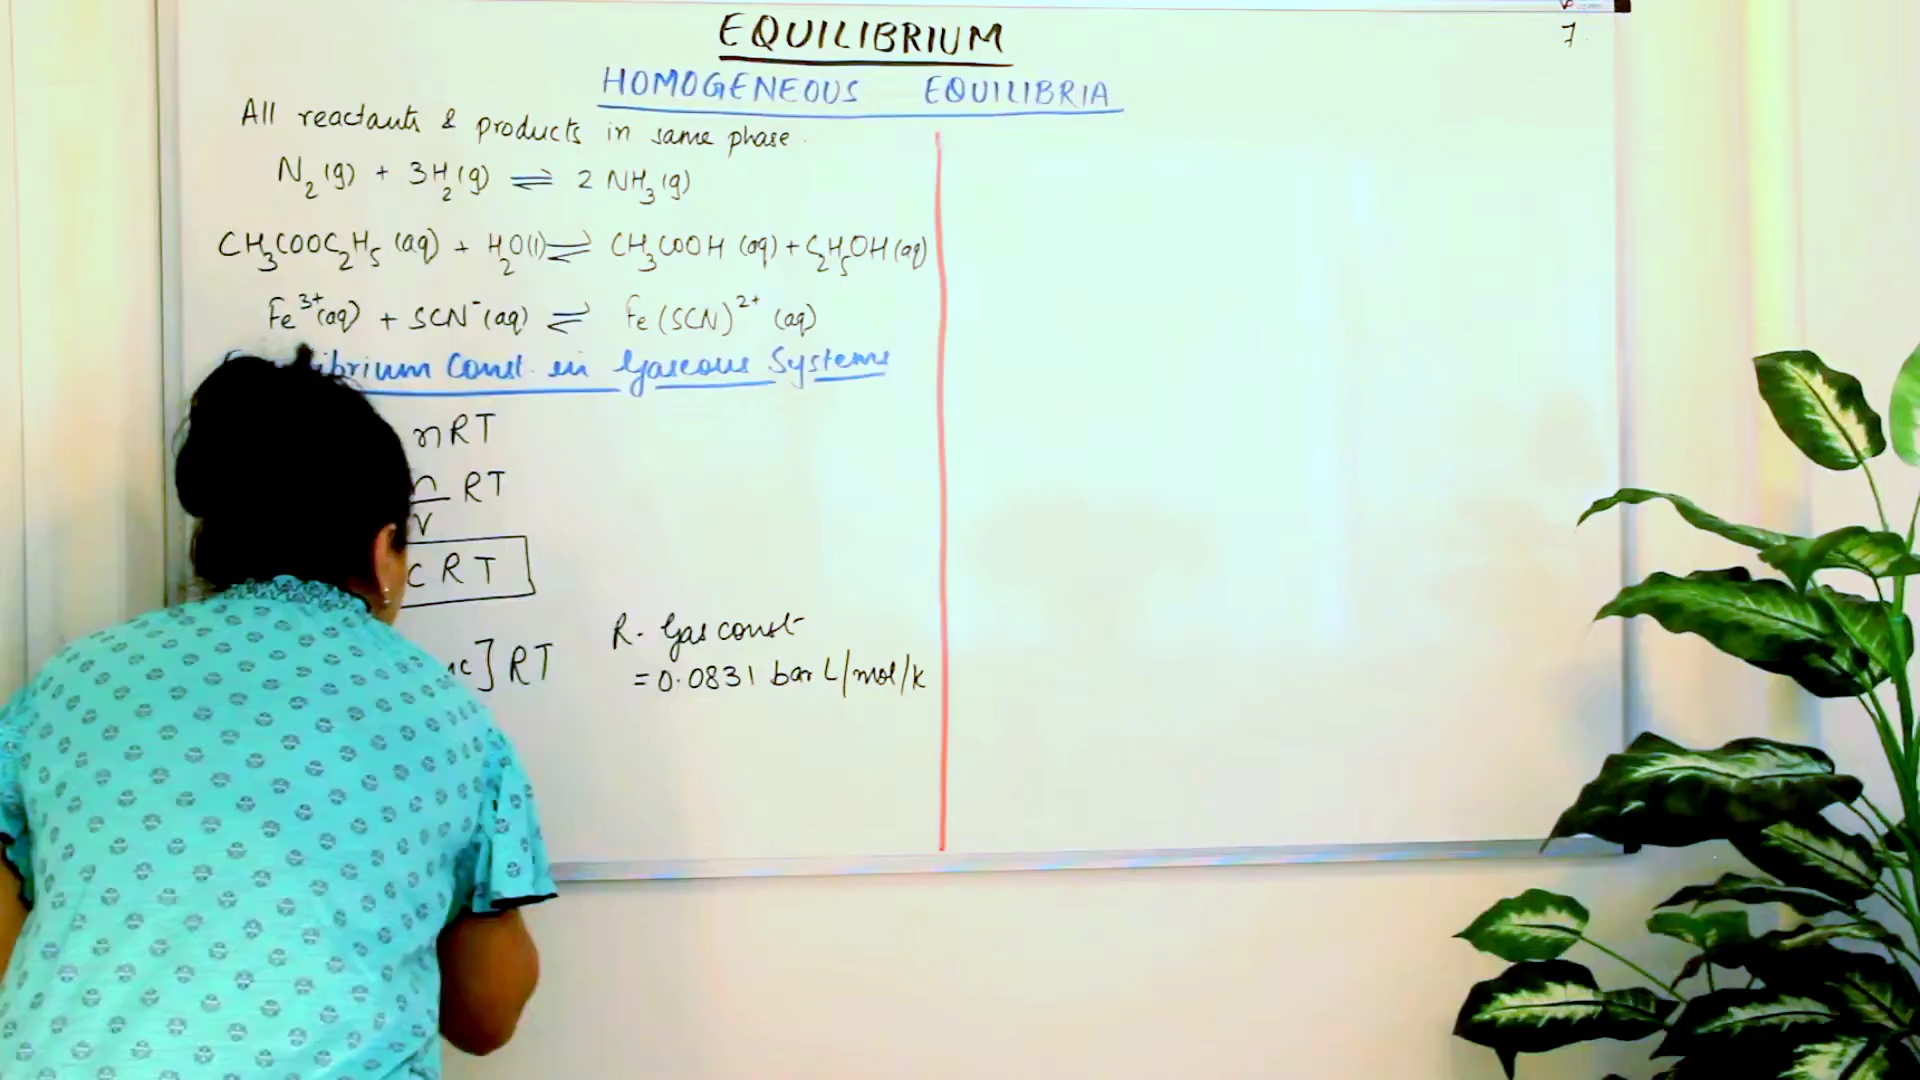 EQUILIBRIUM
7
HOMOGENEOUS EQUILIBRIA
All reactants & products in same phase.
N₂(g) + 3H₂(g) ⇌ 2 NH₃(g)
CH₃COOC₂H₅ (aq) + H₂O(l) ⇌ CH₃COOH (aq) + C₂H₅OH (aq)
Fe³⁺(aq) + SCN⁻(aq) ⇌ Fe(SCN)²⁺ (aq)
Const. in Gaseous Systems
nRT
n/V RT
cRT
] RT
R - Gas const
= 0.0831 bar L/mol/K